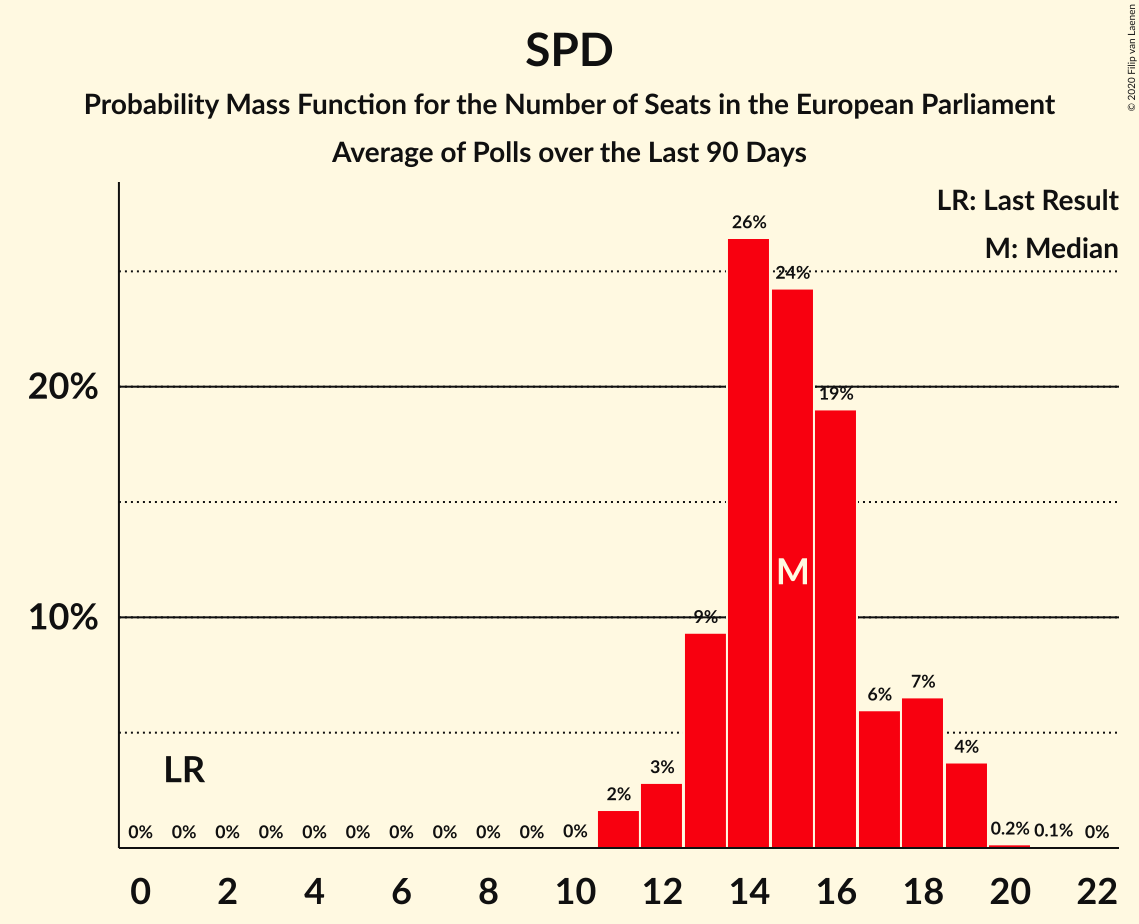 SPD
Probability Mass Function for the Number of Seats in the European Parliament
Average of Polls over the Last 90 Days
© 2020 Filip van Laenen
LR: Last Result
M: Median
26%
24%
20%
19%
M
10%
9%
7%
6%
LR
4%
3%
2%
0% 0% 0% 0% 0% 0% 0% 0% 0% 0% 0% 0.2% 0.1% 0%
0 2 4 6 8 10 12 14 16 18 20 22